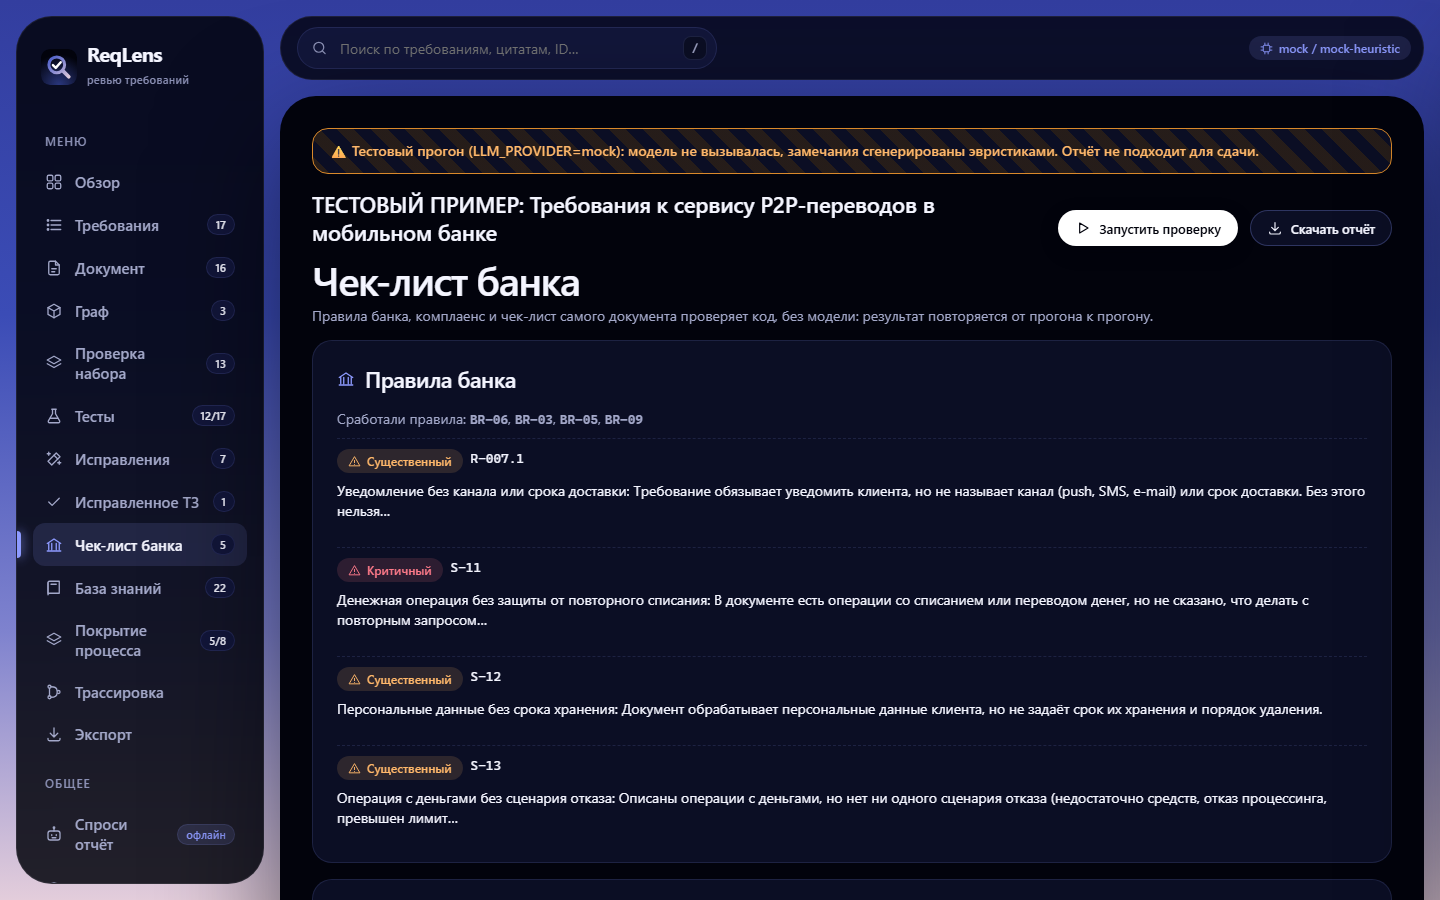 ReqLens
ревью требований
МЕНЮ
Обзор
Требования 17
Документ 16
Граф 3
Проверка
набора 13
Тесты 12/17
Исправления 7
Исправленное ТЗ 1
Чек-лист банка 5
База знаний 22
Покрытие
процесса 5/8
Трассировка
Экспорт
ОБЩЕЕ
Спроси
отчёт офлайн
Поиск по требованиям, цитатам, ID... /
mock / mock-heuristic
Тестовый прогон (LLM_PROVIDER=mock): модель не вызывалась, замечания сгенерированы эвристиками. Отчёт не подходит для сдачи.
ТЕСТОВЫЙ ПРИМЕР: Требования к сервису P2P-переводов в
мобильном банке
Запустить проверку
Скачать отчёт
Чек-лист банка
Правила банка, комплаенс и чек-лист самого документа проверяет код, без модели: результат повторяется от прогона к прогону.
Правила банка
Сработали правила: BR-06, BR-03, BR-05, BR-09
Существенный R-007.1
Уведомление без канала или срока доставки: Требование обязывает уведомить клиента, но не называет канал (push, SMS, e-mail) или срок доставки. Без этого
нельзя...
Критичный S-11
Денежная операция без защиты от повторного списания: В документе есть операции со списанием или переводом денег, но не сказано, что делать с
повторным запросом...
Существенный S-12
Персональные данные без срока хранения: Документ обрабатывает персональные данные клиента, но не задаёт срок их хранения и порядок удаления.
Существенный S-13
Операция с деньгами без сценария отказа: Описаны операции с деньгами, но нет ни одного сценария отказа (недостаточно средств, отказ процессинга,
превышен лимит...